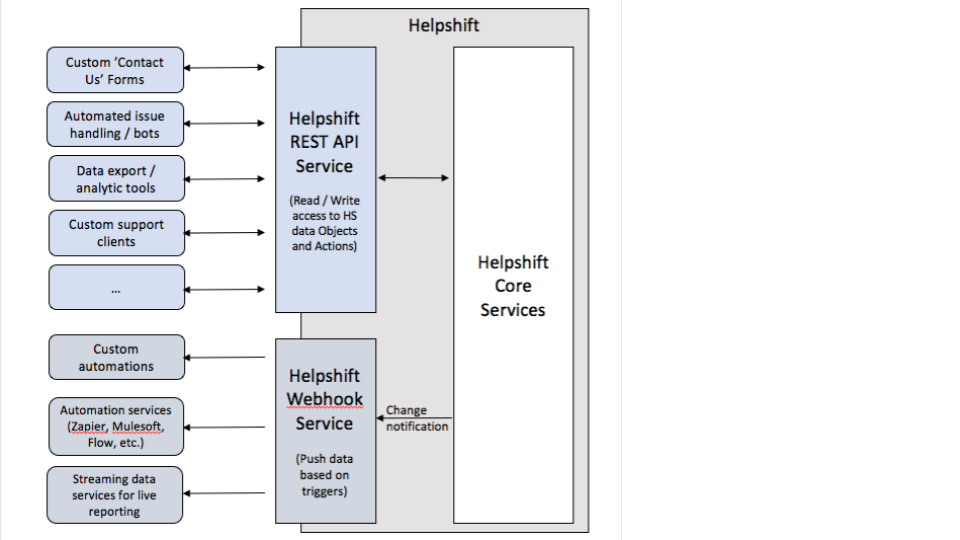 Helpshift
Custom ‘Contact
Us’ Forms
Automated issue
handling / bots
Data export /
analytic tools
Custom support
clients
...
Helpshift
REST API
Service
(Read / Write
access to HS
data Objects
and Actions)
Helpshift
Core
Services
Custom
automations
Automation services
(Zapier, Mulesoft,
Flow, etc.)
Streaming data
services for live
reporting
Helpshift
Webhook
Service
(Push data
based on
triggers)
Change
notification